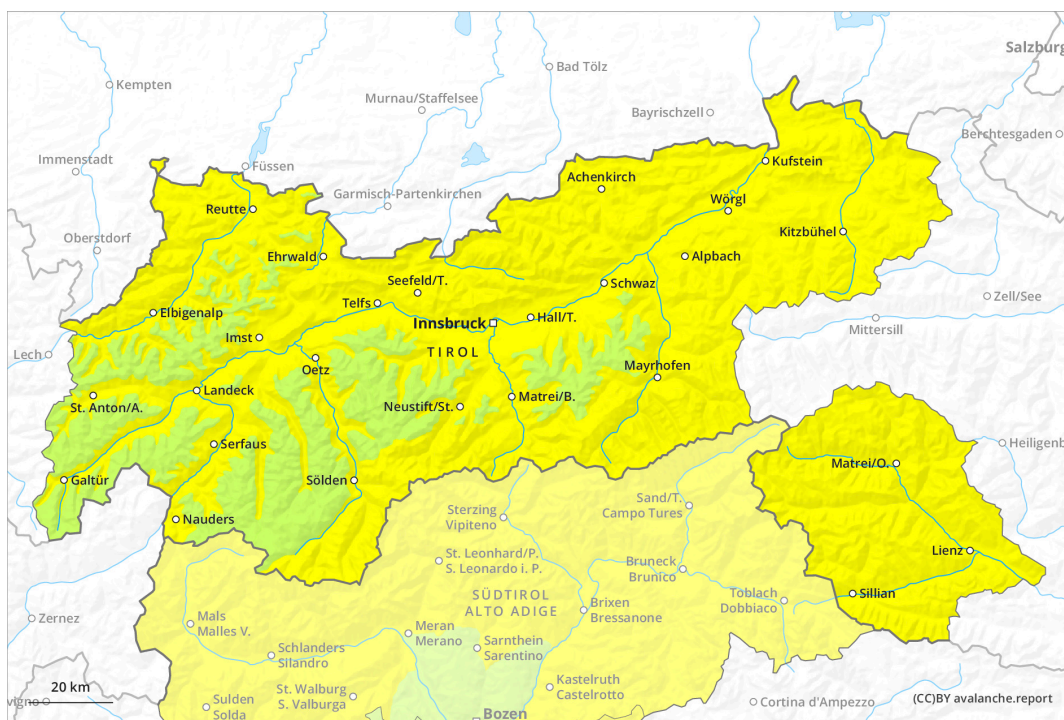 Salzburg
Bad Tölz
Kempten
Murnau/Staffelsee
Bayrischzell
Berchtesgaden
Immenstadt
Füssen
Kufstein
Achenkirch
Garmisch-Partenkirchen
Wörgl
Reutte
Kitzbühel
Oberstdorf
Ehrwald
Alpbach
Seefeld/T.
Schwaz
Zell/See
Telfs
Elbigenalp
Hall/T.
Innsbruck
Mittersill
Imst
Lech
TIROL
Oetz
Mayrhofen
Landeck
Matrei/B.
St. Anton/A.
Neustift/St.
Serfaus
Heiligenb
Matrei/O.
Galtür
Sölden
Sand/T.
Campo Tures
Sterzing
Vipiteno
Nauders
Lienz
St. Leonhard/P.
S. Leonardo i. P.
Bruneck
Brunico
Sillian
SÜDTIROL
ALTO ADIGE
Toblach
Dobbiaco
Brixen
Bressanone
Mals
Malles V.
Zernez
Meran
Merano
Sarnthein
Sarentino
Schlanders
Silandro
Kastelruth
Castelrotto
20 km
St. Walburg
S. Valburga
vigno
Sulden
Solda
Cortina d'Ampezzo
(CC)BY avalanche.report
Bozen